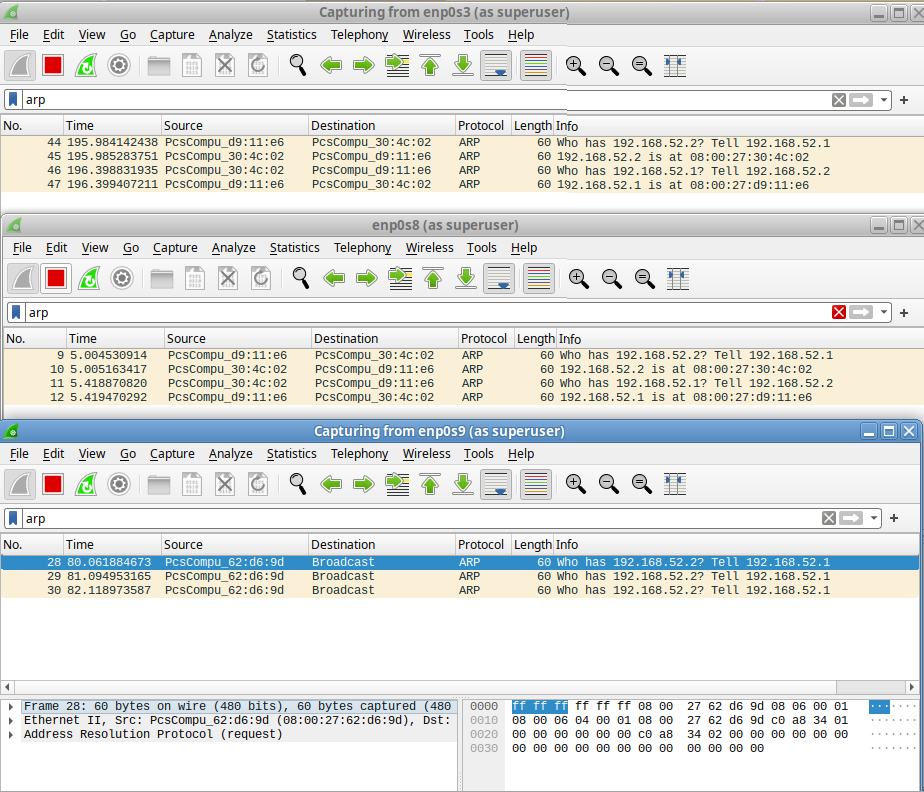 Capturing from enp0s3 (as superuser)
File Edit View Go Capture Analyze Statistics Telephony Wireless Tools Help
arp
No. Time Source Destination Protocol Length Info
44 195.984142438 PcsCompu_d9:11:e6 PcsCompu_30:4c:02 ARP 60 Who has 192.168.52.2? Tell 192.168.52.1
45 195.985283751 PcsCompu_30:4c:02 PcsCompu_d9:11:e6 ARP 60 192.168.52.2 is at 08:00:27:30:4c:02
46 196.398831935 PcsCompu_30:4c:02 PcsCompu_d9:11:e6 ARP 60 Who has 192.168.52.1? Tell 192.168.52.2
47 196.399407211 PcsCompu_d9:11:e6 PcsCompu_30:4c:02 ARP 60 192.168.52.1 is at 08:00:27:d9:11:e6
enp0s8 (as superuser)
File Edit View Go Capture Analyze Statistics Telephony Wireless Tools Help
arp
No. Time Source Destination Protocol Length Info
9 5.004530914 PcsCompu_d9:11:e6 PcsCompu_30:4c:02 ARP 60 Who has 192.168.52.2? Tell 192.168.52.1
10 5.005163417 PcsCompu_30:4c:02 PcsCompu_d9:11:e6 ARP 60 192.168.52.2 is at 08:00:27:30:4c:02
11 5.418870820 PcsCompu_30:4c:02 PcsCompu_d9:11:e6 ARP 60 Who has 192.168.52.1? Tell 192.168.52.2
12 5.419470292 PcsCompu_d9:11:e6 PcsCompu_30:4c:02 ARP 60 192.168.52.1 is at 08:00:27:d9:11:e6
Capturing from enp0s9 (as superuser)
File Edit View Go Capture Analyze Statistics Telephony Wireless Tools Help
arp
No. Time Source Destination Protocol Length Info
28 80.061884673 PcsCompu_62:d6:9d Broadcast ARP 60 Who has 192.168.52.2? Tell 192.168.52.1
29 81.094953165 PcsCompu_62:d6:9d Broadcast ARP 60 Who has 192.168.52.2? Tell 192.168.52.1
30 82.118973587 PcsCompu_62:d6:9d Broadcast ARP 60 Who has 192.168.52.2? Tell 192.168.52.1
Frame 28: 60 bytes on wire (480 bits), 60 bytes captured (480
Ethernet II, Src: PcsCompu_62:d6:9d (08:00:27:62:d6:9d), Dst:
Address Resolution Protocol (request)
0000 ff ff ff ff ff ff 08 00 27 62 d6 9d 08 06 00 01
0010 08 00 06 04 00 01 08 00 27 62 d6 9d c0 a8 34 01
0020 00 00 00 00 00 00 c0 a8 34 02 00 00 00 00 00 00
0030 00 00 00 00 00 00 00 00 00 00 00 00